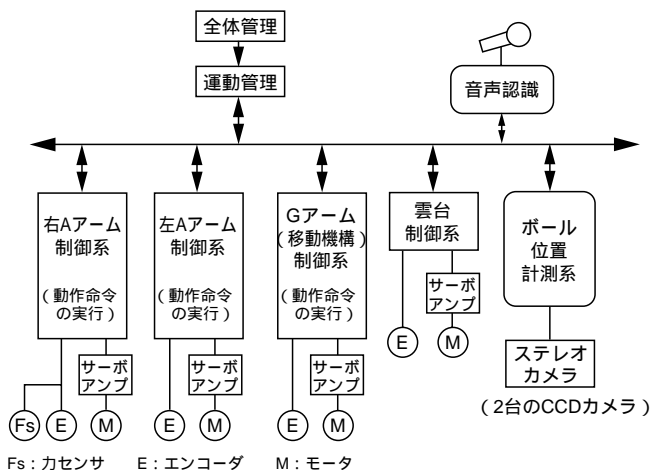 全体管理
運動管理
音声認識
右Aアーム
制御系
(動作命令
の実行)
左Aアーム
制御系
(動作命令
の実行)
Gアーム
(移動機構)
制御系
(動作命令
の実行)
雲台
制御系
ボール
位置
計測系
サーボ
アンプ
E
M
ステレオ
カメラ
(2台のCCDカメラ)
サーボ
アンプ
サーボ
アンプ
サーボ
アンプ
Fs
E
M
E
M
E
M
Fs:力センサ E:エンコーダ M:モータ